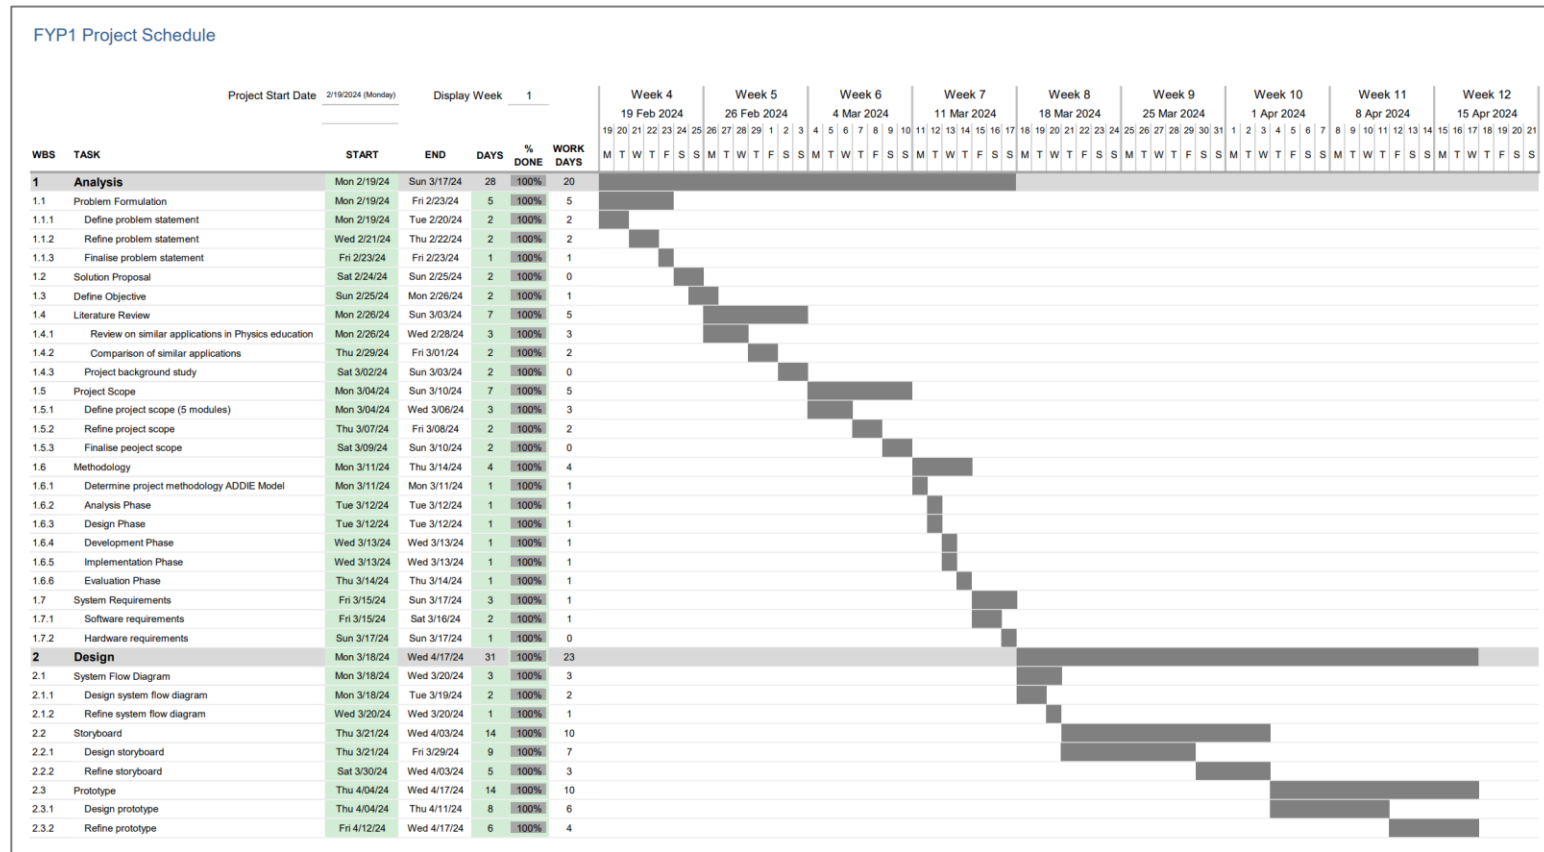 FYP1 Project Schedule
Project Start Date 2/19/2024 (Monday) Display Week 1 Week 4 Week 5 Week 6 Week 7 Week 8 Week 9 Week 10 Week 11 Week 12
19 Feb 2024 26 Feb 2024 4 Mar 2024 11 Mar 2024 18 Mar 2024 25 Mar 2024 1 Apr 2024 8 Apr 2024 15 Apr 2024
19 20 21 22 23 24 25 26 27 28 29 1 2 3 4 5 6 7 8 9 10 11 12 13 14 15 16 17 18 19 20 21 22 23 24 25 26 27 28 29 30 31 1 2 3 4 5 6 7 8 9 10 11 12 13 14 15 16 17 18 19 20 21
WBS TASK START END DAYS % DONE WORK DAYS M T W T F S S M T W T F S S M T W T F S S M T W T F S S M T W T F S S M T W T F S S M T W T F S S M T W T F S S M T W T F S S
1 Analysis Mon 2/19/24 Sun 3/17/24 28 100% 20
1.1 Problem Formulation Mon 2/19/24 Fri 2/23/24 5 100% 5
1.1.1 Define problem statement Mon 2/19/24 Tue 2/20/24 2 100% 2
1.1.2 Refine problem statement Wed 2/21/24 Thu 2/22/24 2 100% 2
1.1.3 Finalise problem statement Fri 2/23/24 Fri 2/23/24 1 100% 1
1.2 Solution Proposal Sat 2/24/24 Sun 2/25/24 2 100% 0
1.3 Define Objective Sun 2/25/24 Mon 2/26/24 2 100% 1
1.4 Literature Review Mon 2/26/24 Sun 3/03/24 7 100% 5
1.4.1 Review on similar applications in Physics education Mon 2/26/24 Wed 2/28/24 3 100% 3
1.4.2 Comparison of similar applications Thu 2/29/24 Fri 3/01/24 2 100% 2
1.4.3 Project background study Sat 3/02/24 Sun 3/03/24 2 100% 0
1.5 Project Scope Mon 3/04/24 Sun 3/10/24 7 100% 5
1.5.1 Define project scope (5 modules) Mon 3/04/24 Wed 3/06/24 3 100% 3
1.5.2 Refine project scope Thu 3/07/24 Fri 3/08/24 2 100% 2
1.5.3 Finalise peoject scope Sat 3/09/24 Sun 3/10/24 2 100% 0
1.6 Methodology Mon 3/11/24 Thu 3/14/24 4 100% 4
1.6.1 Determine project methodology ADDIE Model Mon 3/11/24 Mon 3/11/24 1 100% 1
1.6.2 Analysis Phase Tue 3/12/24 Tue 3/12/24 1 100% 1
1.6.3 Design Phase Tue 3/12/24 Tue 3/12/24 1 100% 1
1.6.4 Development Phase Wed 3/13/24 Wed 3/13/24 1 100% 1
1.6.5 Implementation Phase Wed 3/13/24 Wed 3/13/24 1 100% 1
1.6.6 Evaluation Phase Thu 3/14/24 Thu 3/14/24 1 100% 1
1.7 System Requirements Fri 3/15/24 Sun 3/17/24 3 100% 1
1.7.1 Software requirements Fri 3/15/24 Sat 3/16/24 2 100% 1
1.7.2 Hardware requirements Sun 3/17/24 Sun 3/17/24 1 100% 0
2 Design Mon 3/18/24 Wed 4/17/24 31 100% 23
2.1 System Flow Diagram Mon 3/18/24 Wed 3/20/24 3 100% 3
2.1.1 Design system flow diagram Mon 3/18/24 Tue 3/19/24 2 100% 2
2.1.2 Refine system flow diagram Wed 3/20/24 Wed 3/20/24 1 100% 1
2.2 Storyboard Thu 3/21/24 Wed 4/03/24 14 100% 10
2.2.1 Design storyboard Thu 3/21/24 Fri 3/29/24 9 100% 7
2.2.2 Refine storyboard Sat 3/30/24 Wed 4/03/24 5 100% 3
2.3 Prototype Thu 4/04/24 Wed 4/17/24 14 100% 10
2.3.1 Design prototype Thu 4/04/24 Thu 4/11/24 8 100% 6
2.3.2 Refine prototype Fri 4/12/24 Wed 4/17/24 6 100% 4